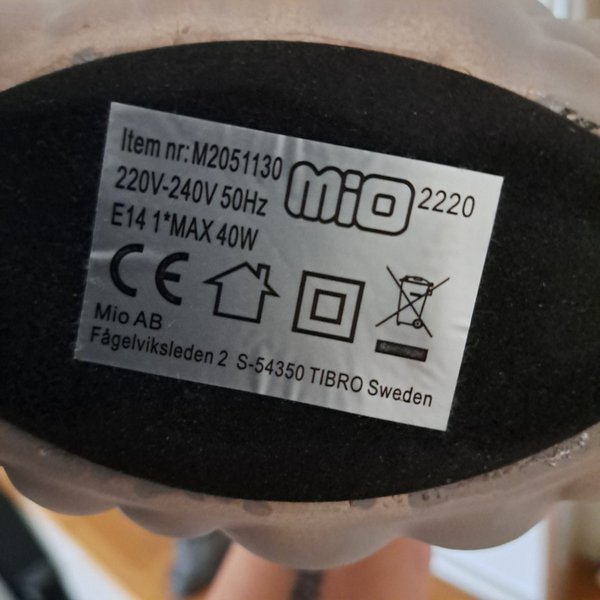 Item nr: M2051130
220V-240V 50Hz
E14 1*MAX 40W
mio 2220
CE
Mio AB
Fågelviksleden 2 S-54350 TIBRO Sweden